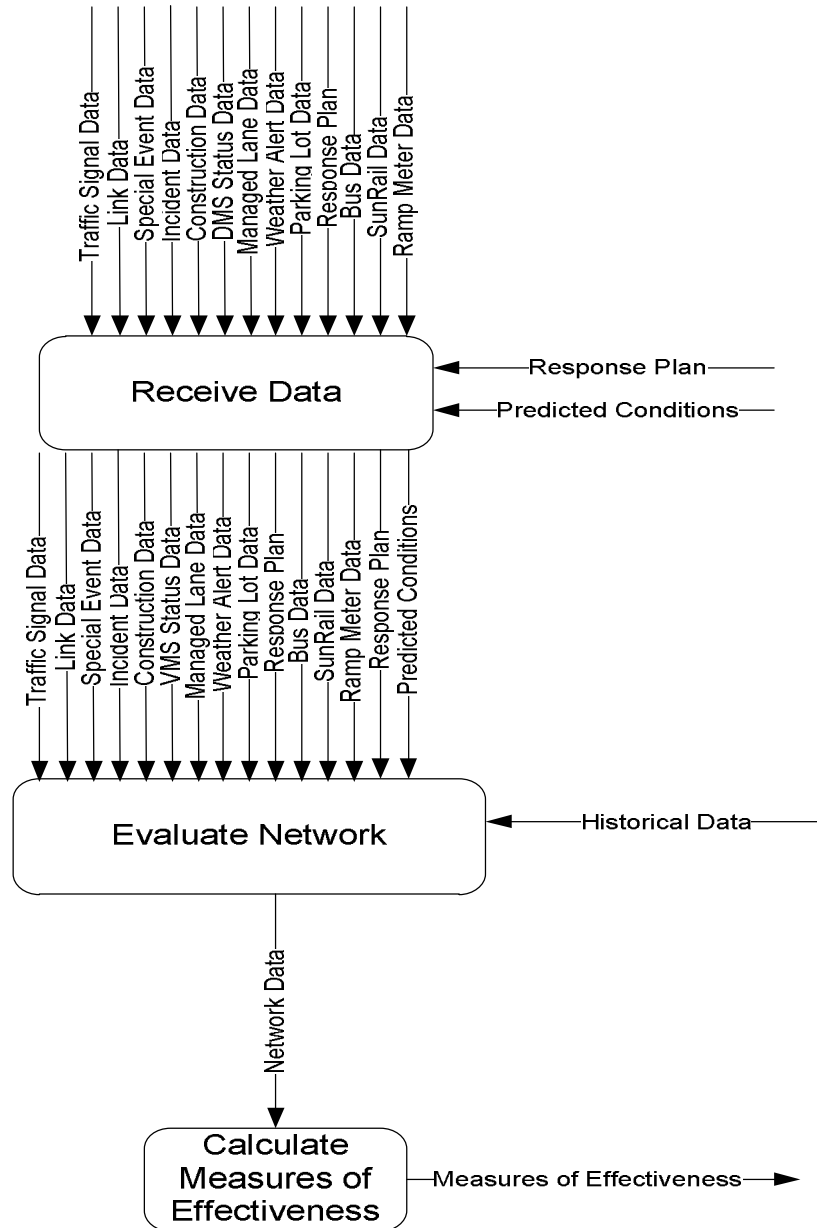 Traffic Signal Data
Link Data
Special Event Data
Incident Data
Construction Data
DMS Status Data
Managed Lane Data
Weather Alert Data
Parking Lot Data
Response Plan
Bus Data
SunRail Data
Ramp Meter Data
Receive Data
Response Plan
Predicted Conditions
Traffic Signal Data
Link Data
Special Event Data
Incident Data
Construction Data
VMS Status Data
Managed Lane Data
Weather Alert Data
Parking Lot Data
Response Plan
Bus Data
SunRail Data
Ramp Meter Data
Response Plan
Predicted Conditions
Evaluate Network
Historical Data
Network Data
Calculate
Measures of
Effectiveness
Measures of Effectiveness